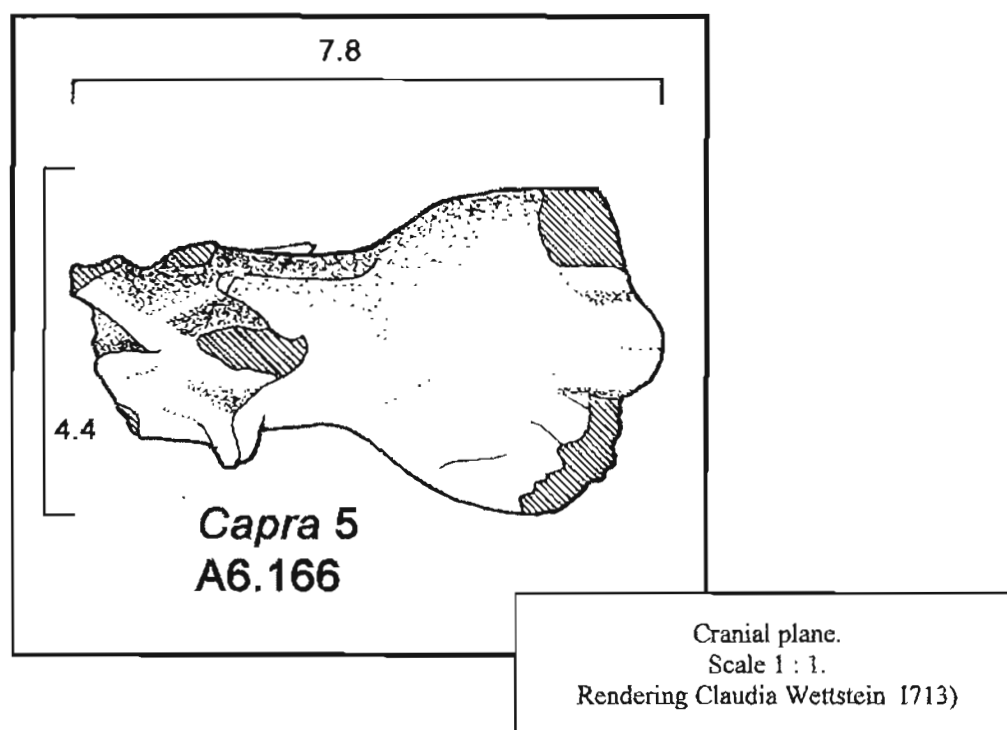 7.8
4.4
Capra 5
A6.166
Cranial plane.
Scale 1 : 1.
Rendering Claudia Wettstein I713)